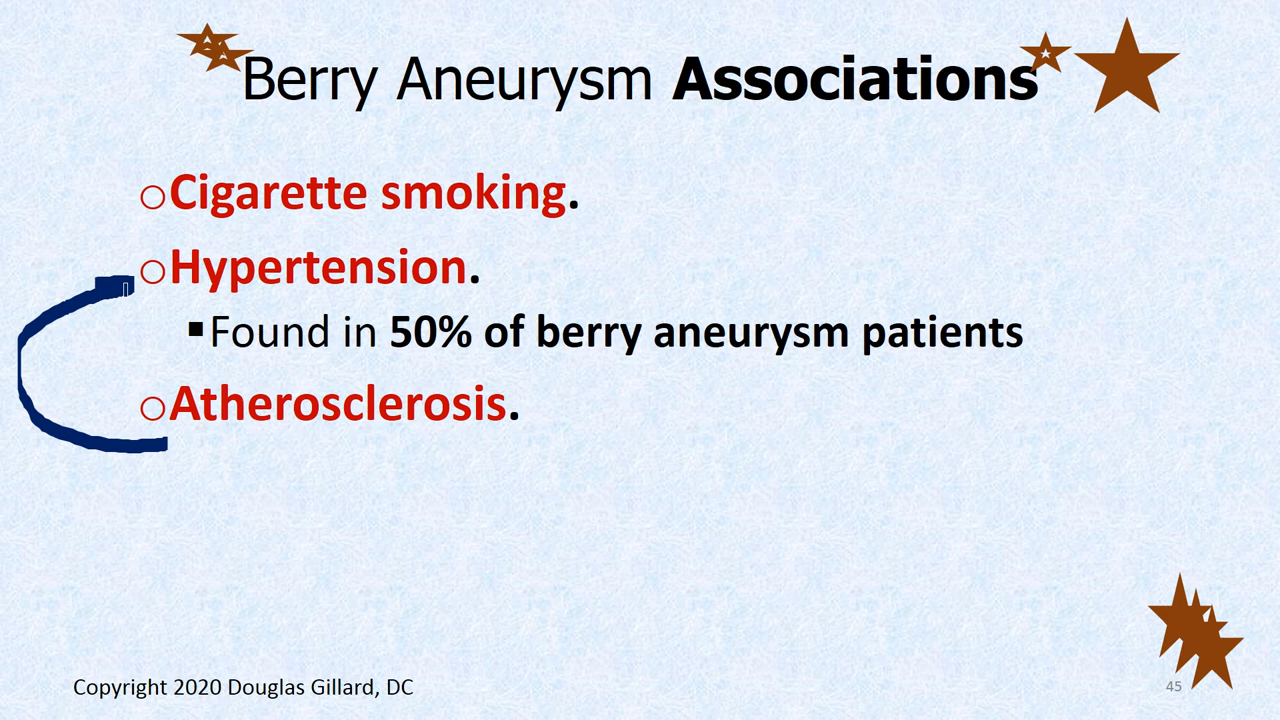 Berry Aneurysm Associations
○Cigarette smoking.
○Hypertension.
▪Found in 50% of berry aneurysm patients
○Atherosclerosis.
Copyright 2020 Douglas Gillard, DC
45